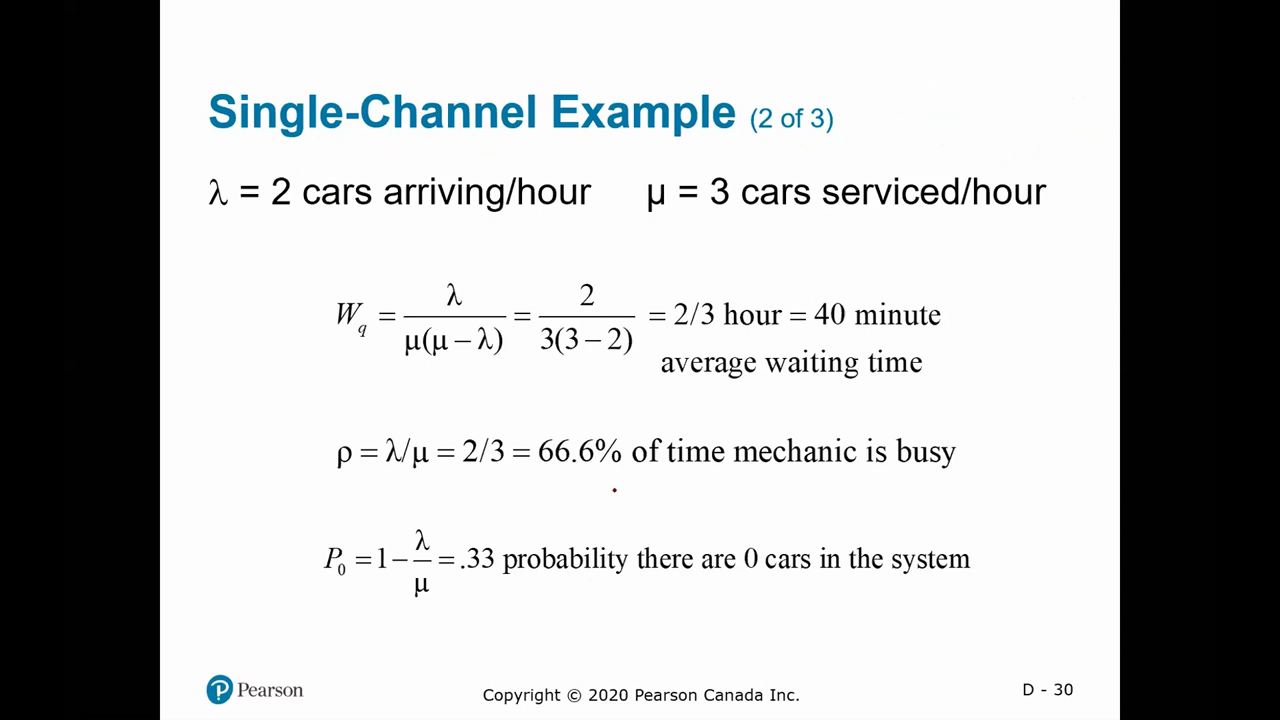 Single-Channel Example (2 of 3)
λ = 2 cars arriving/hour μ = 3 cars serviced/hour
W_q = λ / μ(μ − λ) = 2 / 3(3 − 2) = 2/3 hour = 40 minute
average waiting time
ρ = λ/μ = 2/3 = 66.6% of time mechanic is busy
P_0 = 1 − λ/μ = .33 probability there are 0 cars in the system
Pearson
Copyright © 2020 Pearson Canada Inc.
D - 30